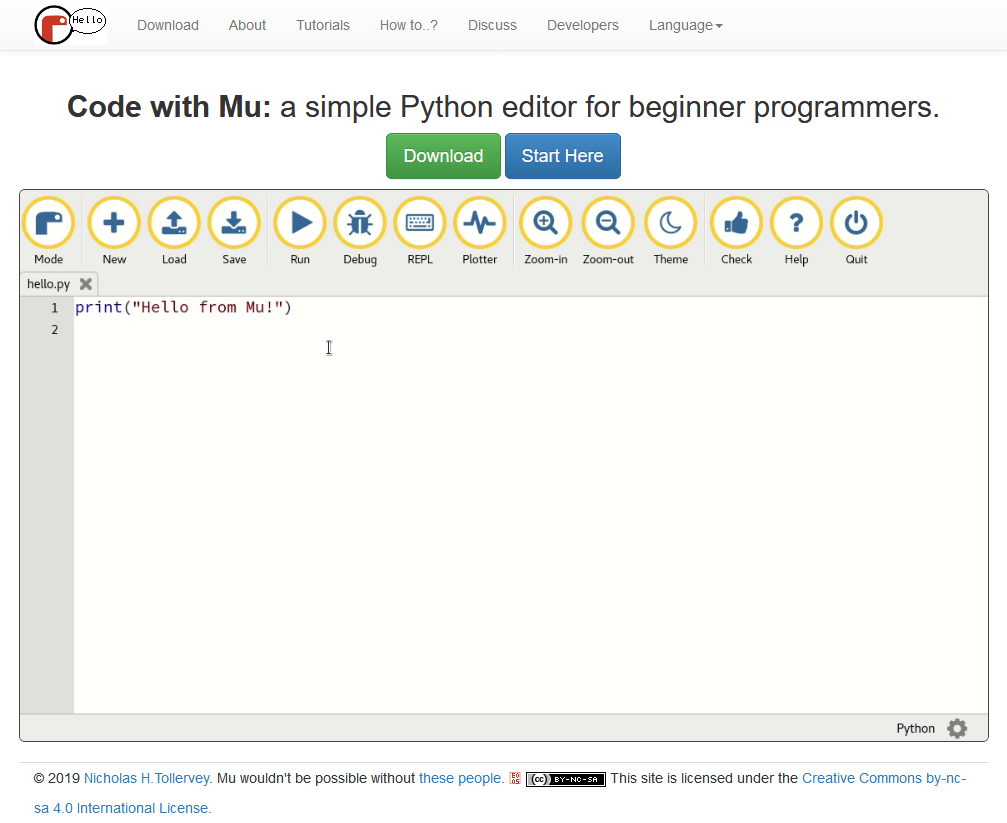 Hello
Download About Tutorials How to..? Discuss Developers Language
Code with Mu: a simple Python editor for beginner programmers.
Download Start Here
Mode New Load Save Run Debug REPL Plotter Zoom-in Zoom-out Theme Check Help Quit
hello.py
1 print("Hello from Mu!")
2
Python
© 2019 Nicholas H.Tollervey. Mu wouldn't be possible without these people. (cc) BY-NC-SA This site is licensed under the Creative Commons by-nc-
sa 4.0 International License.